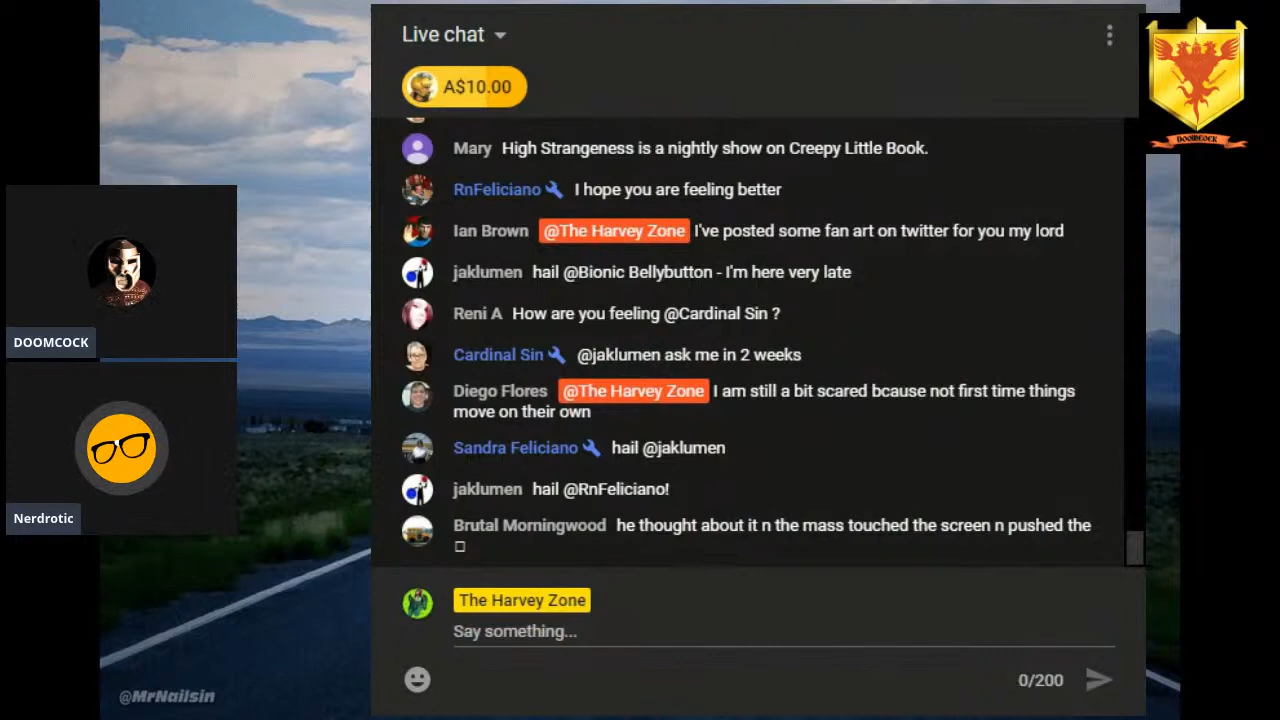 Live chat
A$10.00
DOOMCOCK
Mary High Strangeness is a nightly show on Creepy Little Book.
RnFeliciano I hope you are feeling better
Ian Brown @The Harvey Zone I've posted some fan art on twitter for you my lord
jaklumen hail @Bionic Bellybutton - I'm here very late
Reni A How are you feeling @Cardinal Sin ?
DOOMCOCK
Cardinal Sin @jaklumen ask me in 2 weeks
Diego Flores @The Harvey Zone I am still a bit scared bcause not first time things
move on their own
Sandra Feliciano hail @jaklumen
jaklumen hail @RnFeliciano!
Nerdrotic
Brutal Morningwood he thought about it n the mass touched the screen n pushed the
The Harvey Zone
Say something...
0/200
@MrNailsin